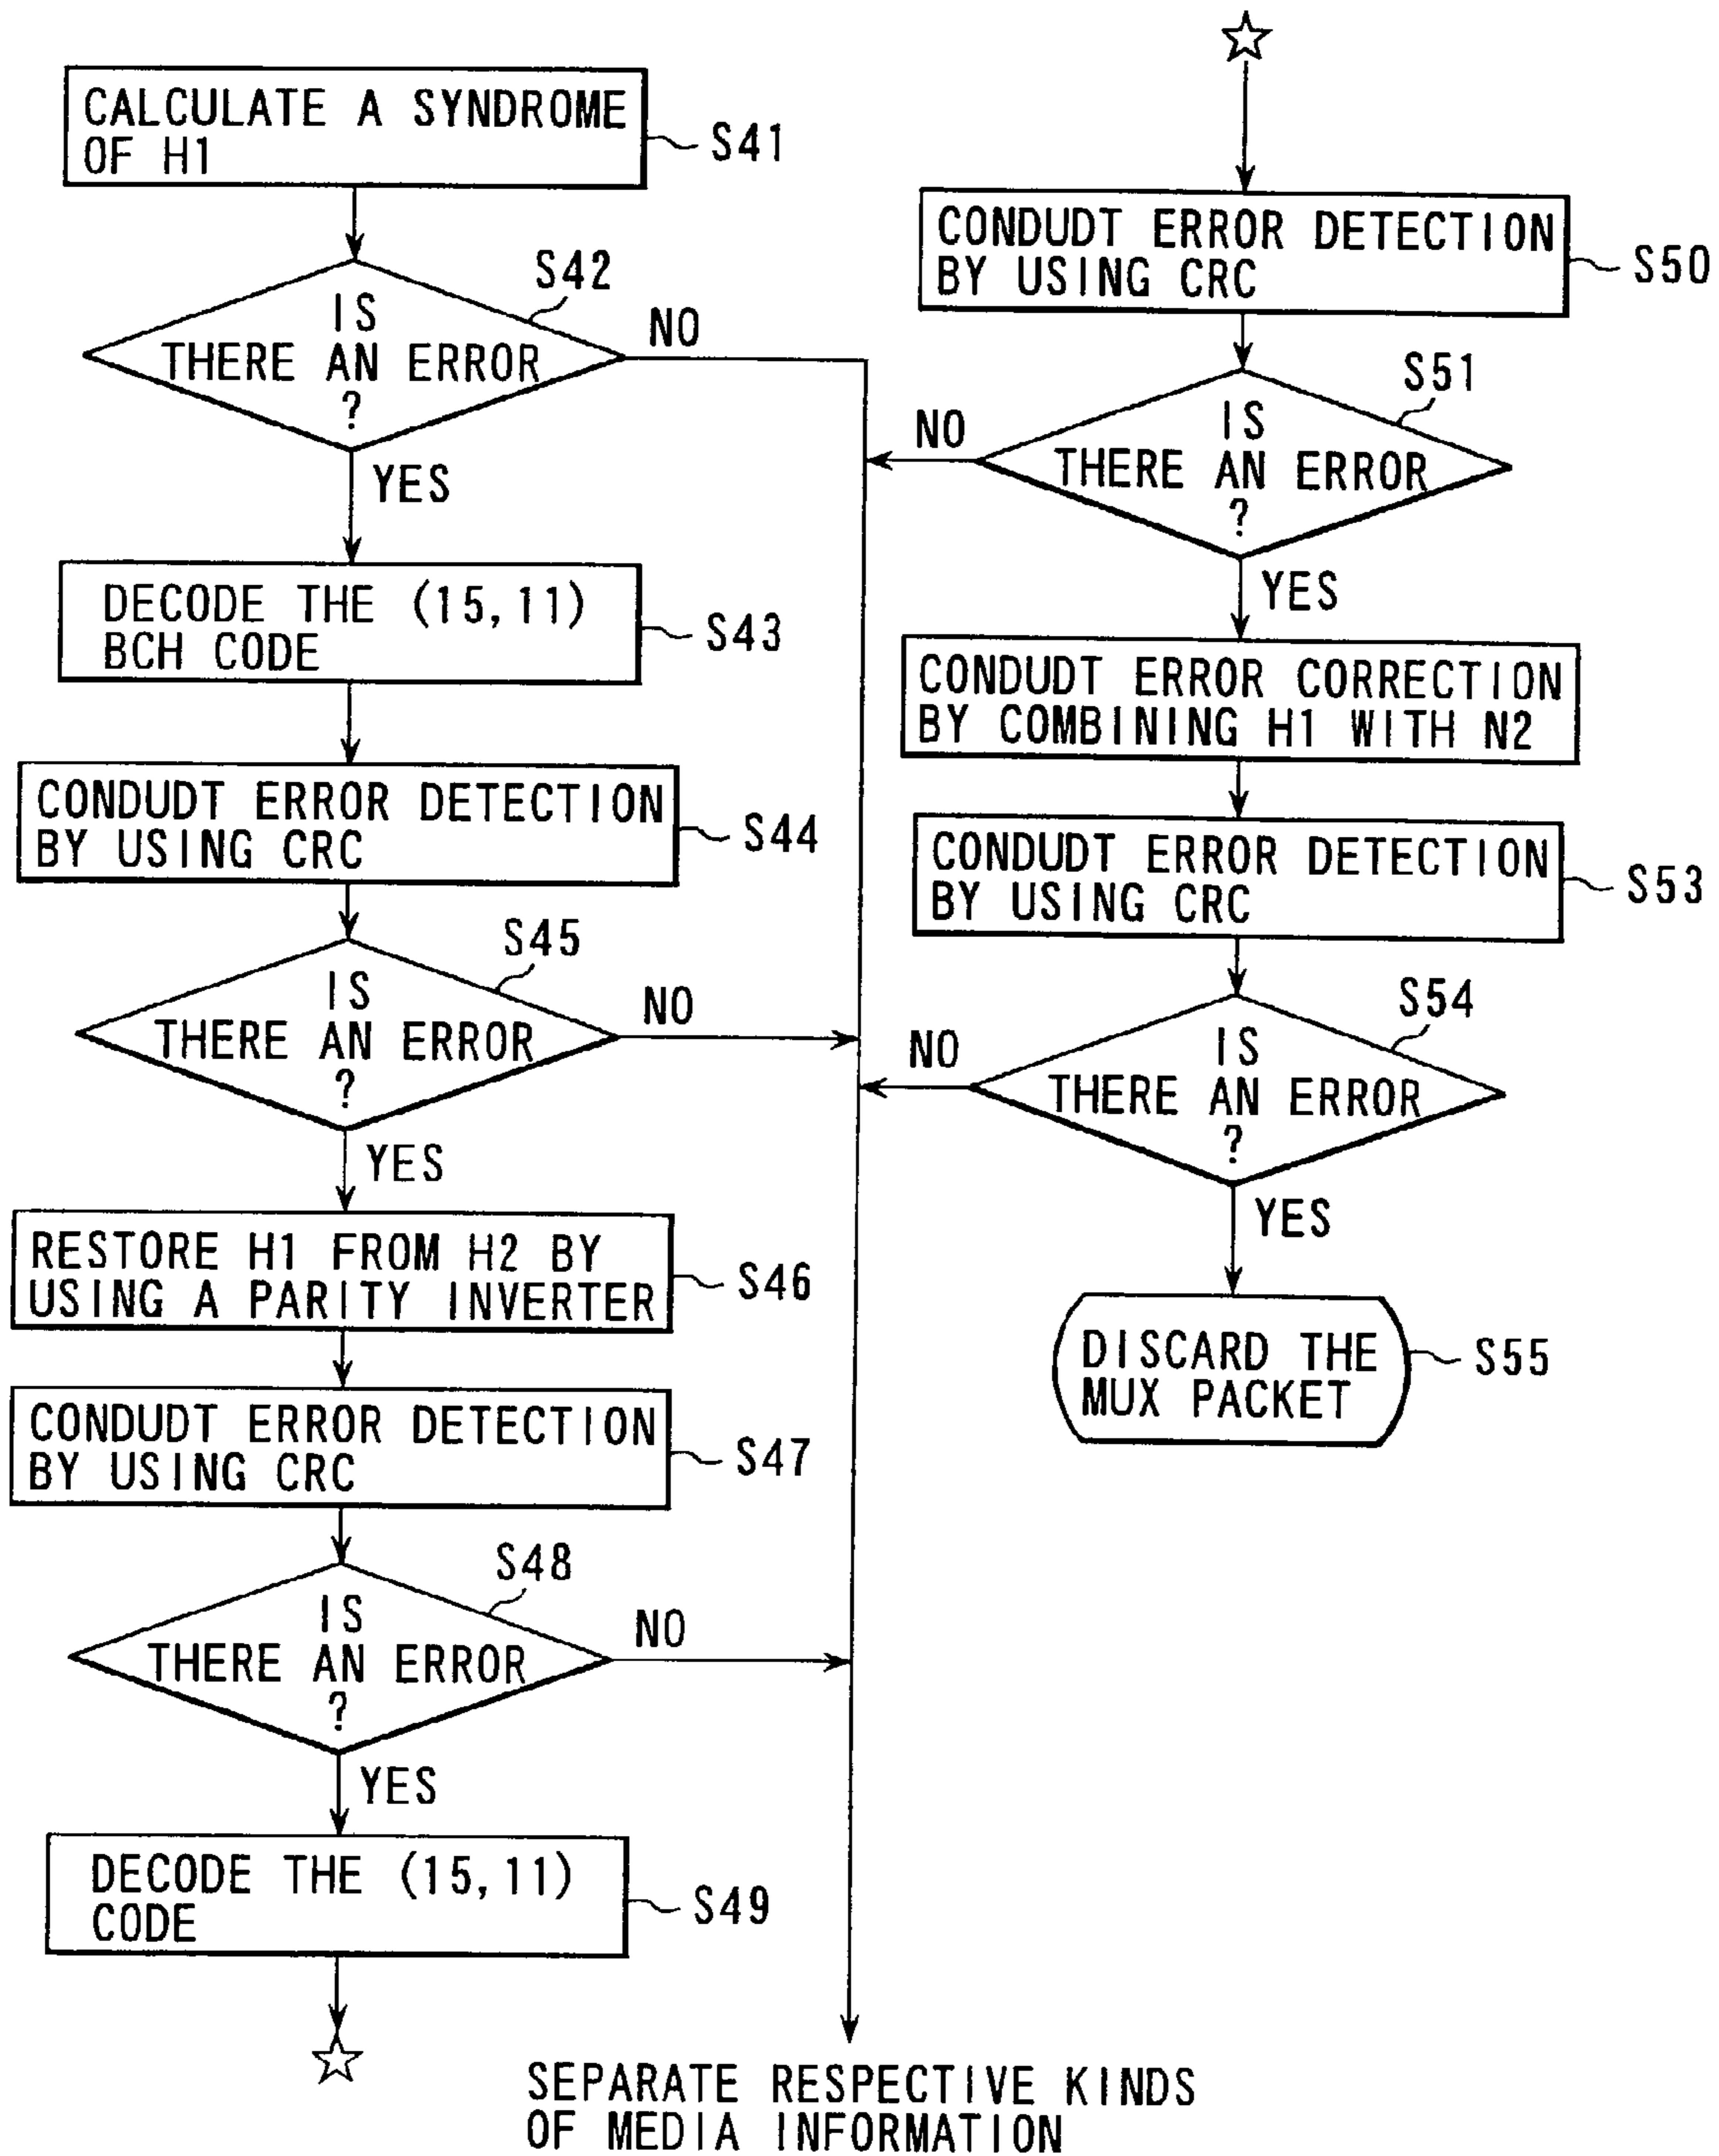 CALCULATE A SYNDROME
OF H1
S41
S42
IS
THERE AN ERROR
?
NO
YES
DECODE THE (15,11)
BCH CODE
S43
CONDUDT ERROR DETECTION
BY USING CRC
S44
S45
IS
THERE AN ERROR
?
NO
YES
RESTORE H1 FROM H2 BY
USING A PARITY INVERTER
S46
CONDUDT ERROR DETECTION
BY USING CRC
S47
S48
IS
THERE AN ERROR
?
NO
YES
DECODE THE (15,11)
CODE
S49
CONDUDT ERROR DETECTION
BY USING CRC
S50
S51
IS
THERE AN ERROR
?
NO
YES
CONDUDT ERROR CORRECTION
BY COMBINING H1 WITH N2
CONDUDT ERROR DETECTION
BY USING CRC
S53
S54
IS
THERE AN ERROR
?
NO
YES
DISCARD THE
MUX PACKET
S55
SEPARATE RESPECTIVE KINDS
OF MEDIA INFORMATION